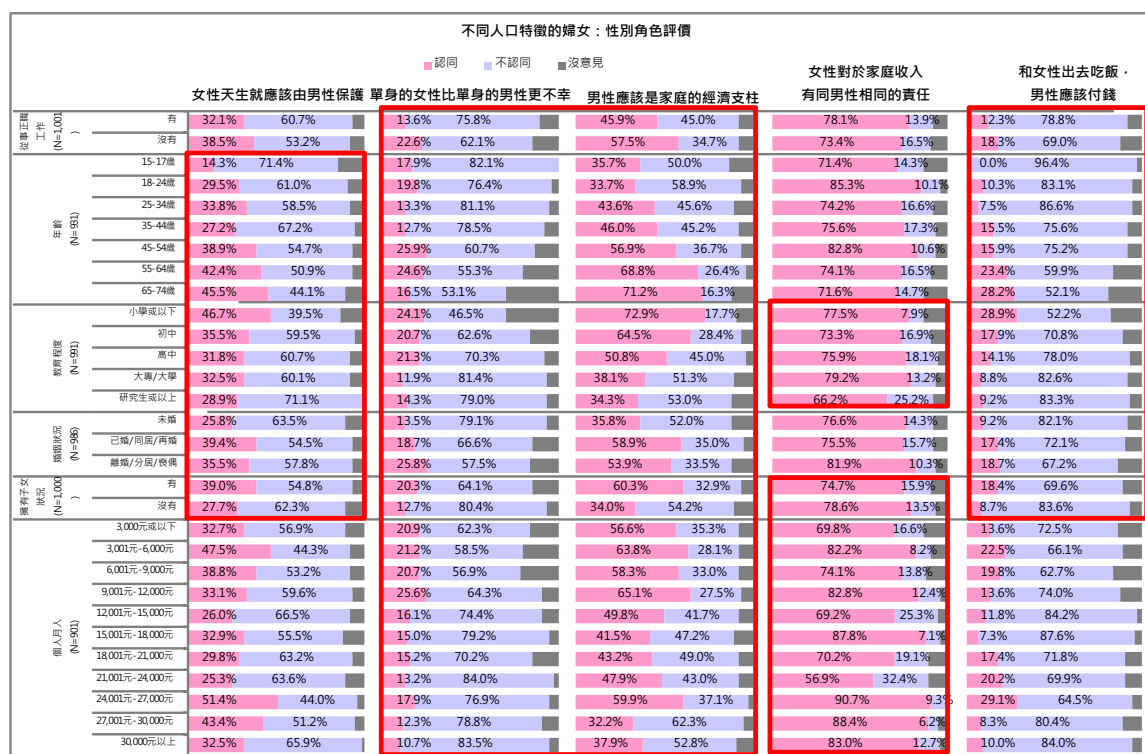 不同人口特徵的婦女：性別角色評價
認同 不認同 沒意見
女性天生就應該由男性保護 單身的女性比單身的男性更不幸 男性應該是家庭的經濟支柱 女性對於家庭收入有同男性相同的責任 和女性出去吃飯，男性應該付錢
從事正職工作 (N=1,001)
有 32.1% 60.7% 13.6% 75.8% 45.9% 45.0% 78.1% 13.9% 12.3% 78.8%
沒有 38.5% 53.2% 22.6% 62.1% 57.5% 34.7% 73.4% 16.5% 18.3% 69.0%
年齡 (N=931)
15-17歲 14.3% 71.4% 17.9% 82.1% 35.7% 50.0% 71.4% 14.3% 0.0% 96.4%
18-24歲 29.5% 61.0% 19.8% 76.4% 33.7% 58.9% 85.3% 10.1% 10.3% 83.1%
25-34歲 33.8% 58.5% 13.3% 81.1% 43.6% 45.6% 74.2% 16.6% 7.5% 86.6%
35-44歲 27.2% 67.2% 12.7% 78.5% 46.0% 45.2% 75.6% 17.3% 15.5% 75.6%
45-54歲 38.9% 54.7% 25.9% 60.7% 56.9% 36.7% 82.8% 10.6% 15.9% 75.2%
55-64歲 42.4% 50.9% 24.6% 55.3% 68.8% 26.4% 74.1% 16.5% 23.4% 59.9%
65-74歲 45.5% 44.1% 16.5% 53.1% 71.2% 16.3% 71.6% 14.7% 28.2% 52.1%
教育程度 (N=991)
小學或以下 46.7% 39.5% 24.1% 46.5% 72.9% 17.7% 77.5% 7.9% 28.9% 52.2%
初中 35.5% 59.5% 20.7% 62.6% 64.5% 28.4% 73.3% 16.9% 17.9% 70.8%
高中 31.8% 60.7% 21.3% 70.3% 50.8% 45.0% 75.9% 18.1% 14.1% 78.0%
大專/大學 32.5% 60.1% 11.9% 81.4% 38.1% 51.3% 79.2% 13.2% 8.8% 82.6%
研究生或以上 28.9% 71.1% 14.3% 79.0% 34.3% 53.0% 66.2% 25.2% 9.2% 83.3%
婚姻狀況 (N=986)
未婚 25.8% 63.5% 13.5% 79.1% 35.8% 52.0% 76.6% 14.3% 9.2% 82.1%
已婚/同居/再婚 39.4% 54.5% 18.7% 66.6% 58.9% 35.0% 75.5% 15.7% 17.4% 72.1%
離婚/分居/喪偶 35.5% 57.8% 25.8% 57.5% 53.9% 33.5% 81.9% 10.3% 18.7% 67.2%
擁有子女狀況 (N=1,000)
有 39.0% 54.8% 20.3% 64.1% 60.3% 32.9% 74.7% 15.9% 18.4% 69.6%
沒有 27.7% 62.3% 12.7% 80.4% 34.0% 54.2% 78.6% 13.5% 8.7% 83.6%
個人月入 (N=901)
3,000元或以下 32.7% 56.9% 20.9% 62.3% 56.6% 35.3% 69.8% 16.6% 13.6% 72.5%
3,001元-6,000元 47.5% 44.3% 21.2% 58.5% 63.8% 28.1% 82.2% 8.2% 22.5% 66.1%
6,001元-9,000元 38.8% 53.2% 20.7% 56.9% 58.3% 33.0% 74.1% 13.8% 19.8% 62.7%
9,001元-12,000元 33.1% 59.6% 25.6% 64.3% 65.1% 27.5% 82.8% 12.4% 13.6% 74.0%
12,001元-15,000元 26.0% 66.5% 16.1% 74.4% 49.8% 41.7% 69.2% 25.3% 11.8% 84.2%
15,001元-18,000元 32.9% 55.5% 15.0% 79.2% 41.5% 47.2% 87.8% 7.1% 7.3% 87.6%
18,001元-21,000元 29.8% 63.2% 15.2% 70.2% 43.2% 49.0% 70.2% 19.1% 17.4% 71.8%
21,001元-24,000元 25.3% 63.6% 13.2% 84.0% 47.9% 43.0% 56.9% 32.4% 20.2% 69.9%
24,001元-27,000元 51.4% 44.0% 17.9% 76.9% 59.9% 37.1% 90.7% 9.3% 29.1% 64.5%
27,001元-30,000元 43.4% 51.2% 12.3% 78.8% 32.2% 62.3% 88.4% 6.2% 8.3% 80.4%
30,000元以上 32.5% 65.9% 10.7% 83.5% 37.9% 52.8% 83.0% 12.7% 10.0% 84.0%